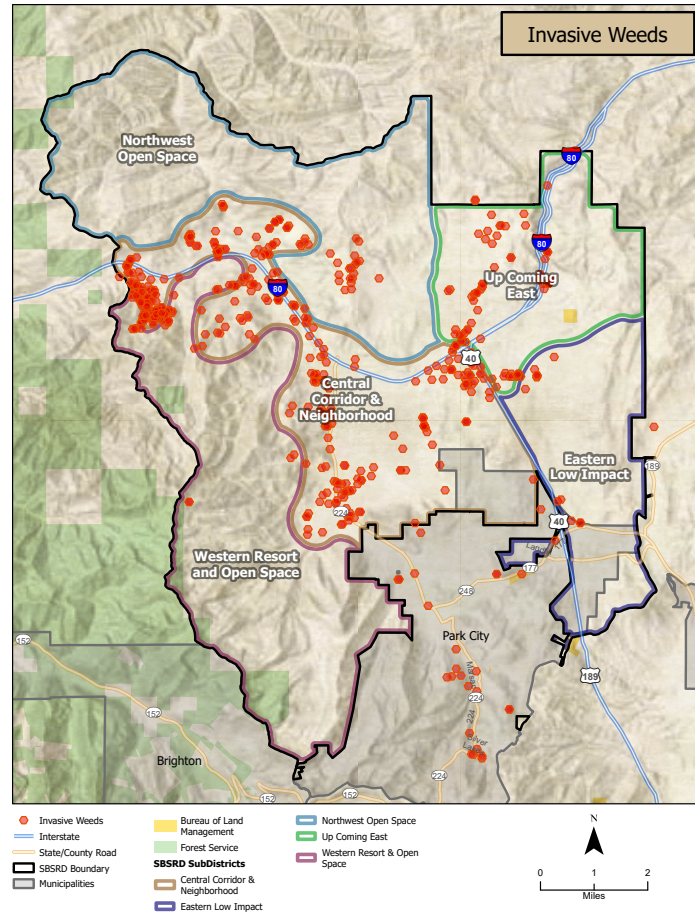 Invasive Weeds
Northwest
Open Space
80
80
Up Coming
East
80
40
Central
Corridor &
Neighborhood
Eastern
Low Impact
189
224
40
Western Resort
and Open Space
177
248
152
Park City
189
152
224
Brighton
224
152
152
Invasive Weeds
Interstate
State/County Road
SBSRD Boundary
Municipalities
Bureau of Land
Management
Forest Service
SBSRD SubDistricts
Central Corridor &
Neighborhood
Eastern Low Impact
Northwest Open Space
Up Coming East
Western Resort & Open
Space
N
0 1 2
Miles